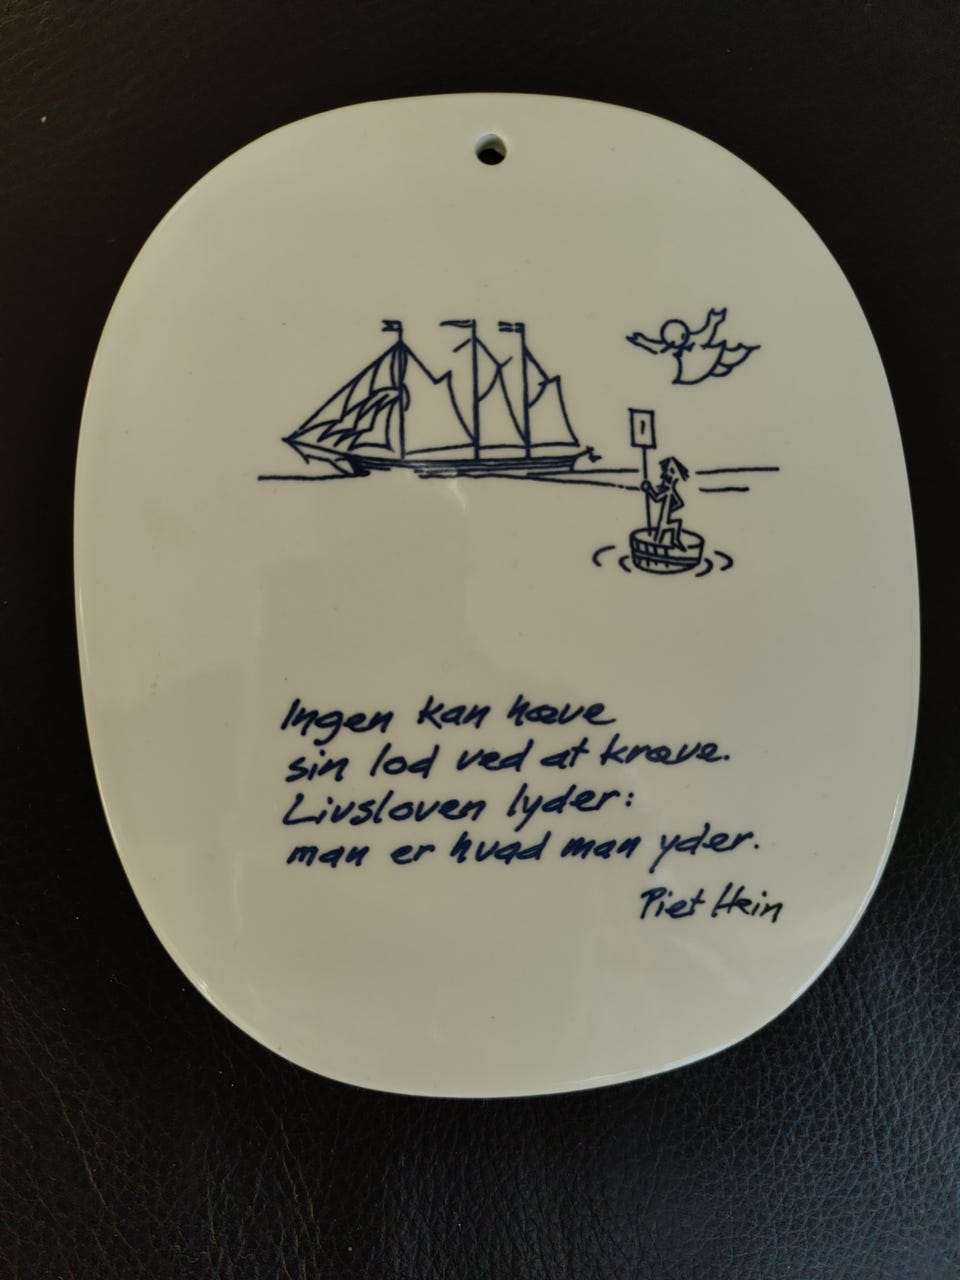 Ingen kan hæve
sin lod ved at kræve.
Livsloven lyder:
man er hvad man yder.
Piet Hein